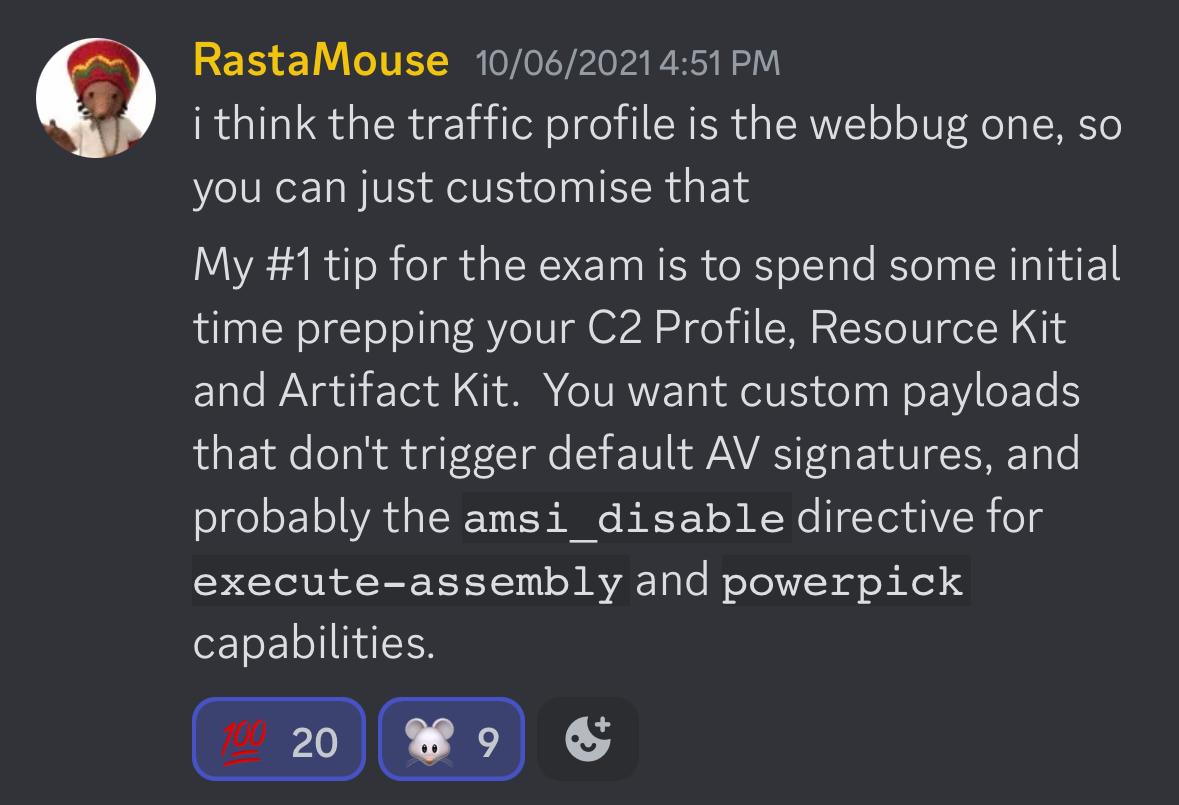 RastaMouse 10/06/2021 4:51 PM
i think the traffic profile is the webbug one, so
you can just customise that
My #1 tip for the exam is to spend some initial
time prepping your C2 Profile, Resource Kit
and Artifact Kit.  You want custom payloads
that don't trigger default AV signatures, and
probably the amsi_disable directive for
execute-assembly and powerpick
capabilities.
💯 20 🐭 9